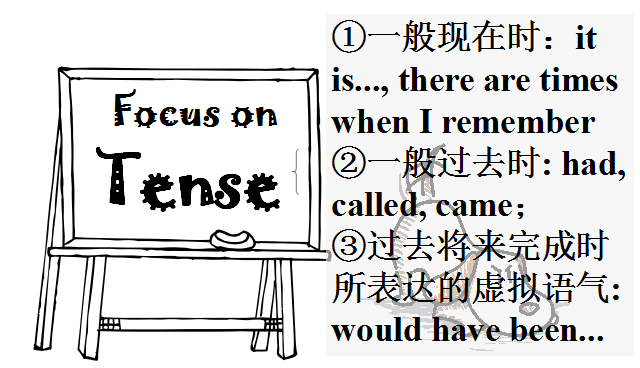 Focus on
Tense
①一般现在时：it
is..., there are times
when I remember
②一般过去时: had,
called, came；
③过去将来完成时
所表达的虚拟语气：
would have been...